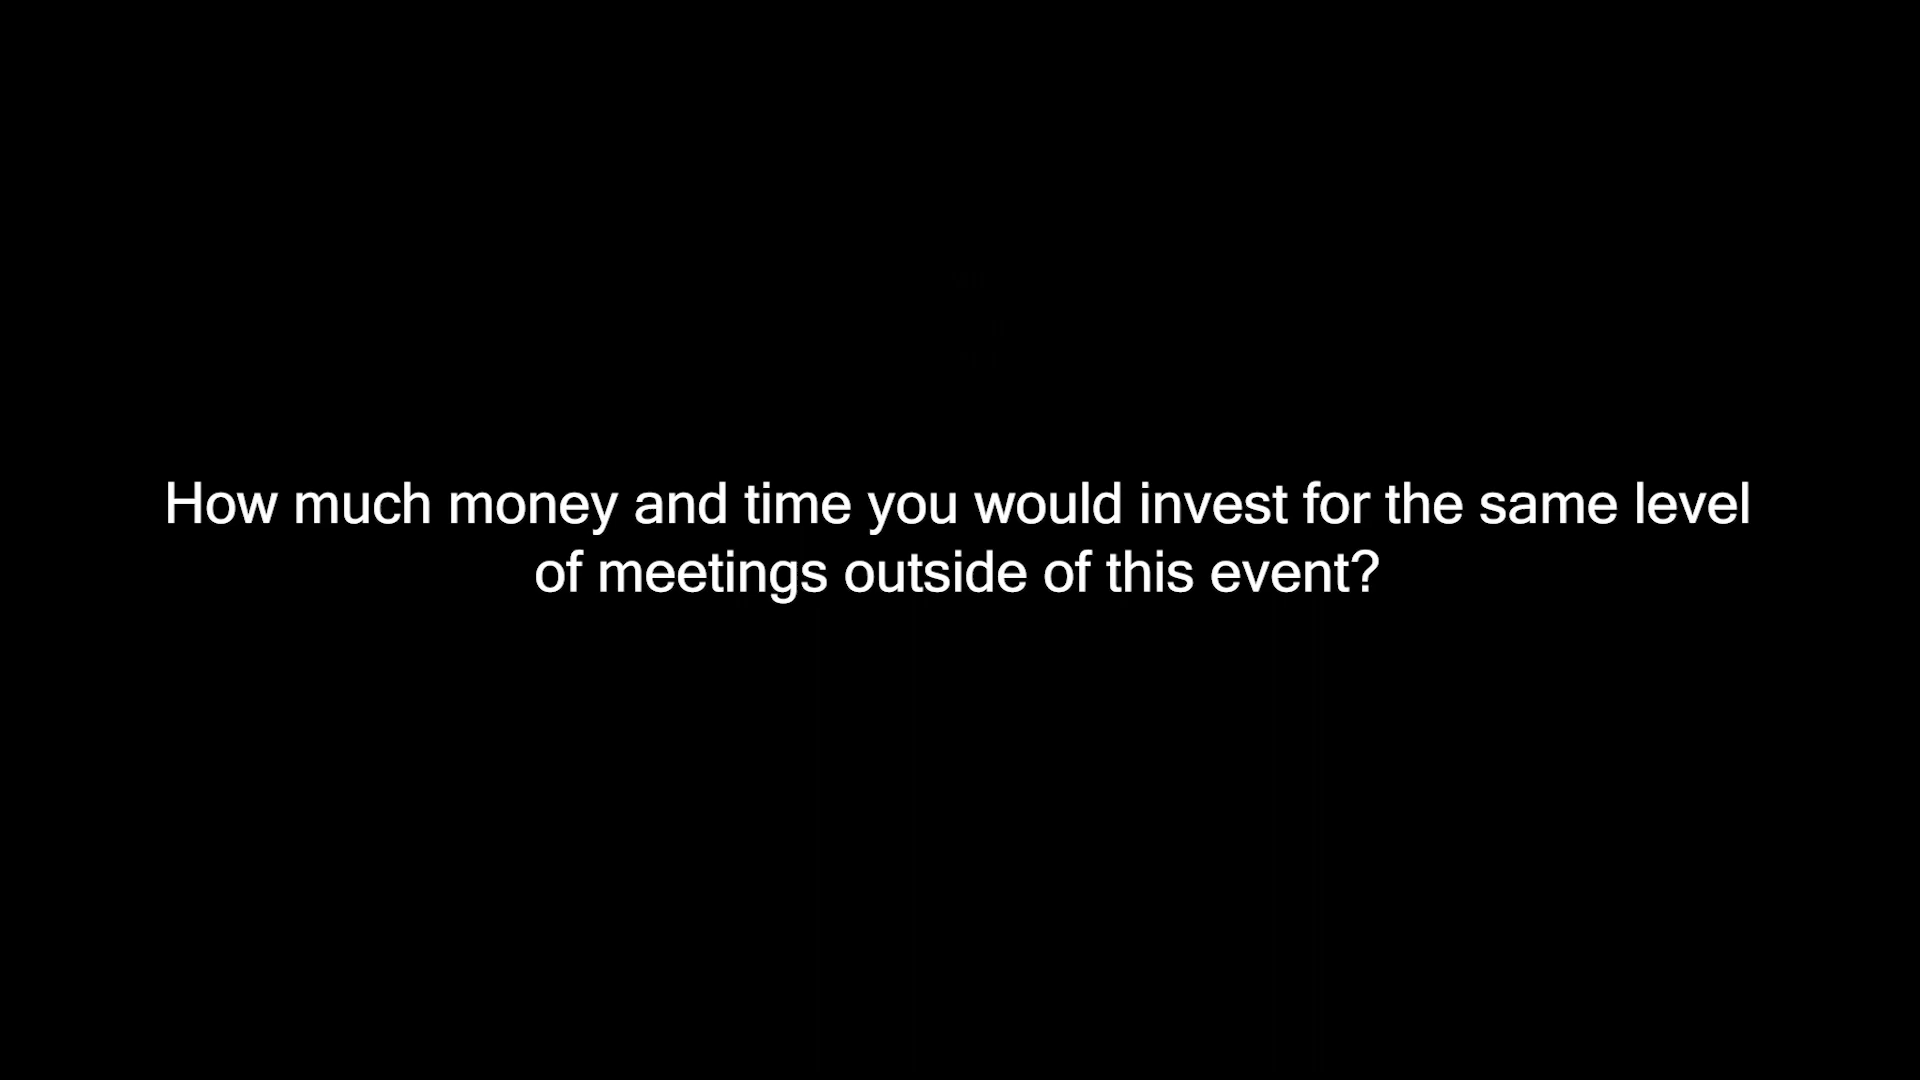 How much money and time you would invest for the same level
of meetings outside of this event?